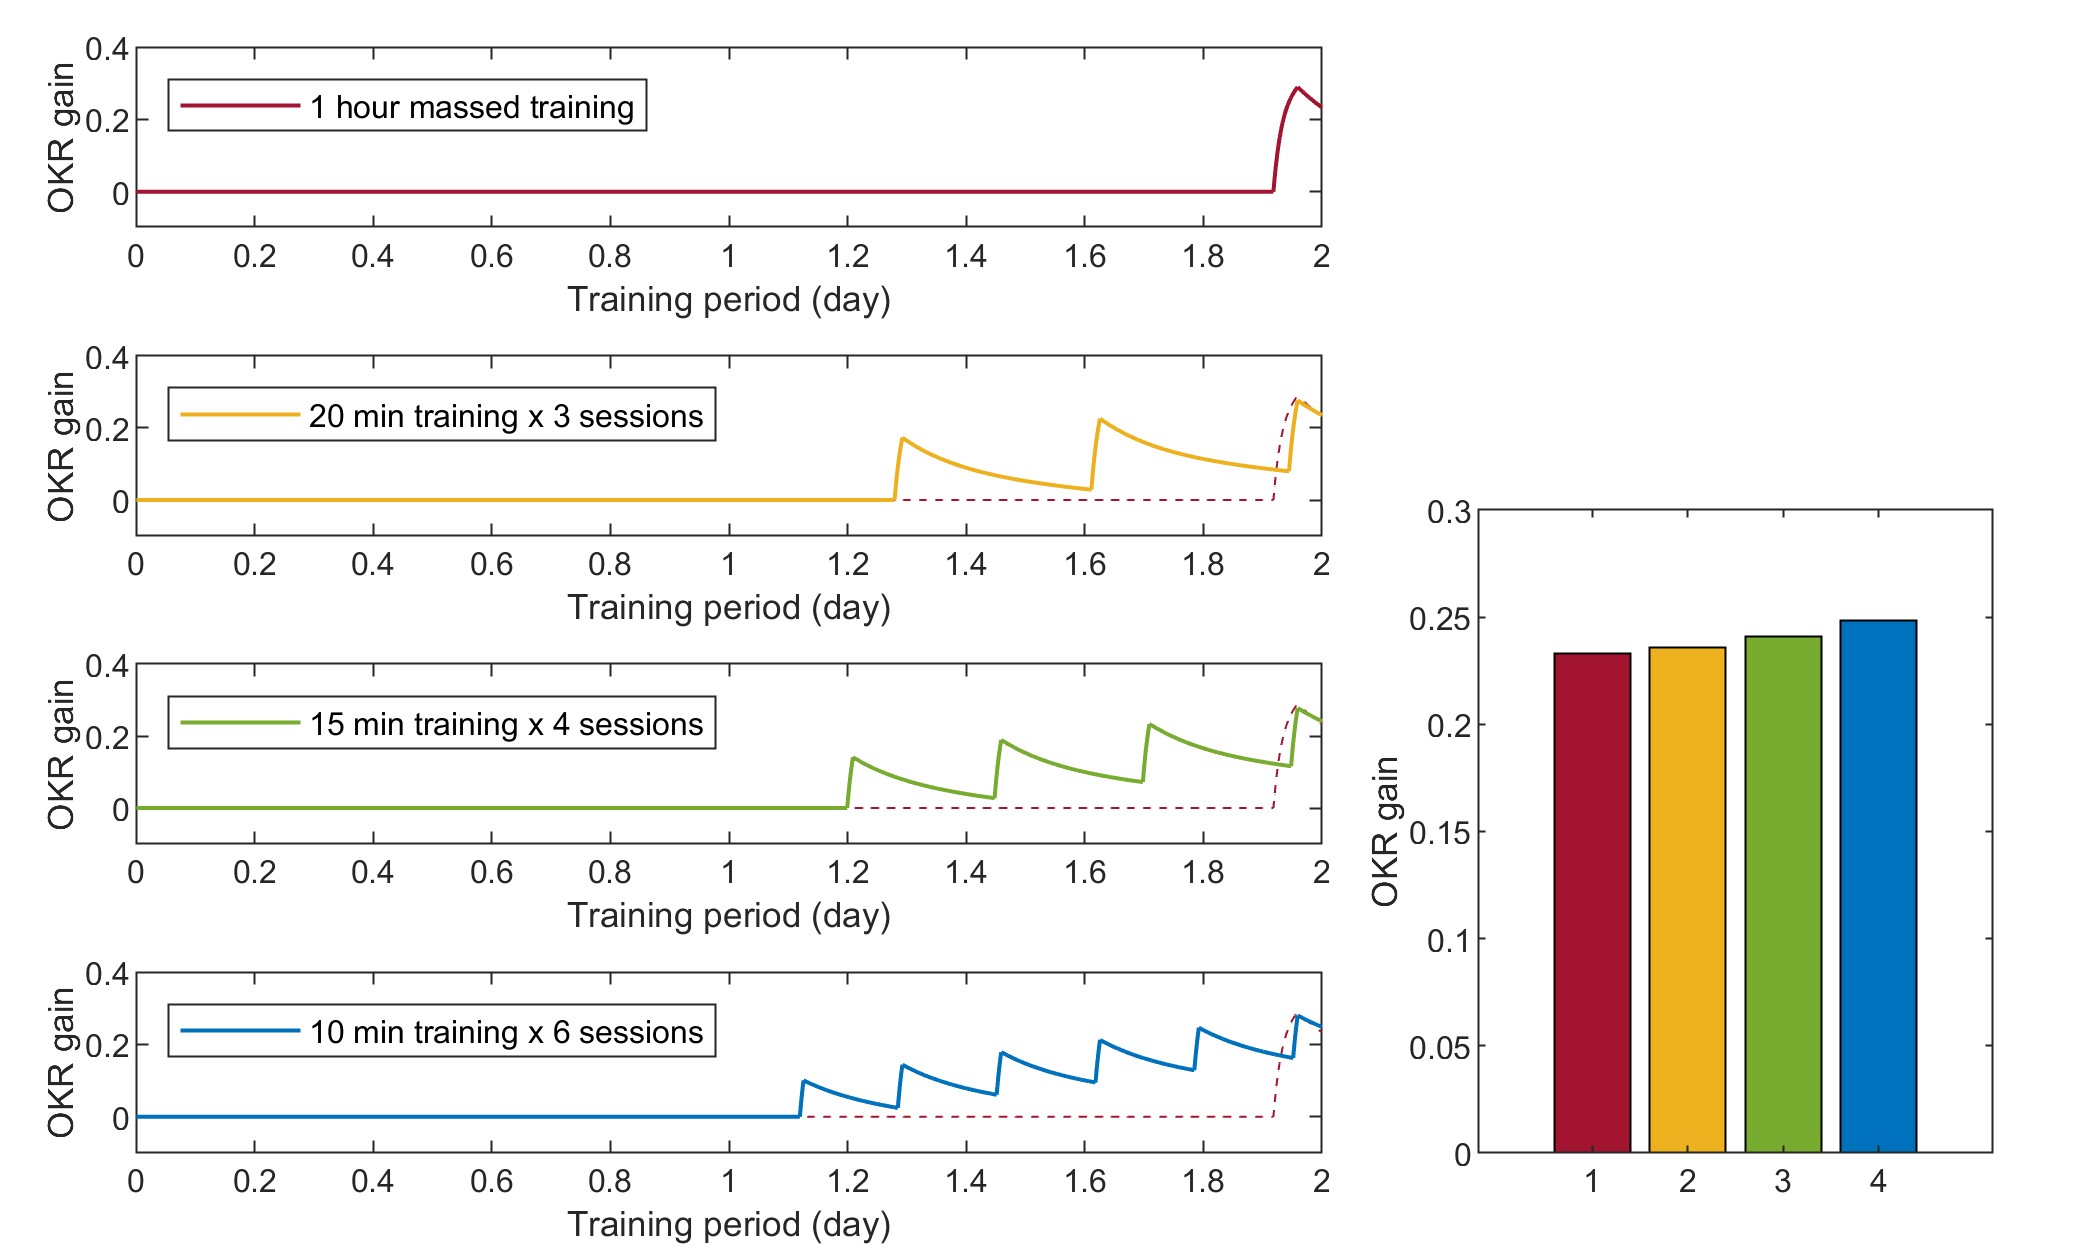 0.4
0.2
0
OKR gain
1 hour massed training
0 0.2 0.4 0.6 0.8 1 1.2 1.4 1.6 1.8 2
Training period (day)
0.4
0.2
0
OKR gain
20 min training x 3 sessions
0 0.2 0.4 0.6 0.8 1 1.2 1.4 1.6 1.8 2
Training period (day)
0.4
0.2
0
OKR gain
15 min training x 4 sessions
0 0.2 0.4 0.6 0.8 1 1.2 1.4 1.6 1.8 2
Training period (day)
0.4
0.2
0
OKR gain
10 min training x 6 sessions
0 0.2 0.4 0.6 0.8 1 1.2 1.4 1.6 1.8 2
Training period (day)
0.3
0.25
0.2
0.15
0.1
0.05
0
OKR gain
1 2 3 4